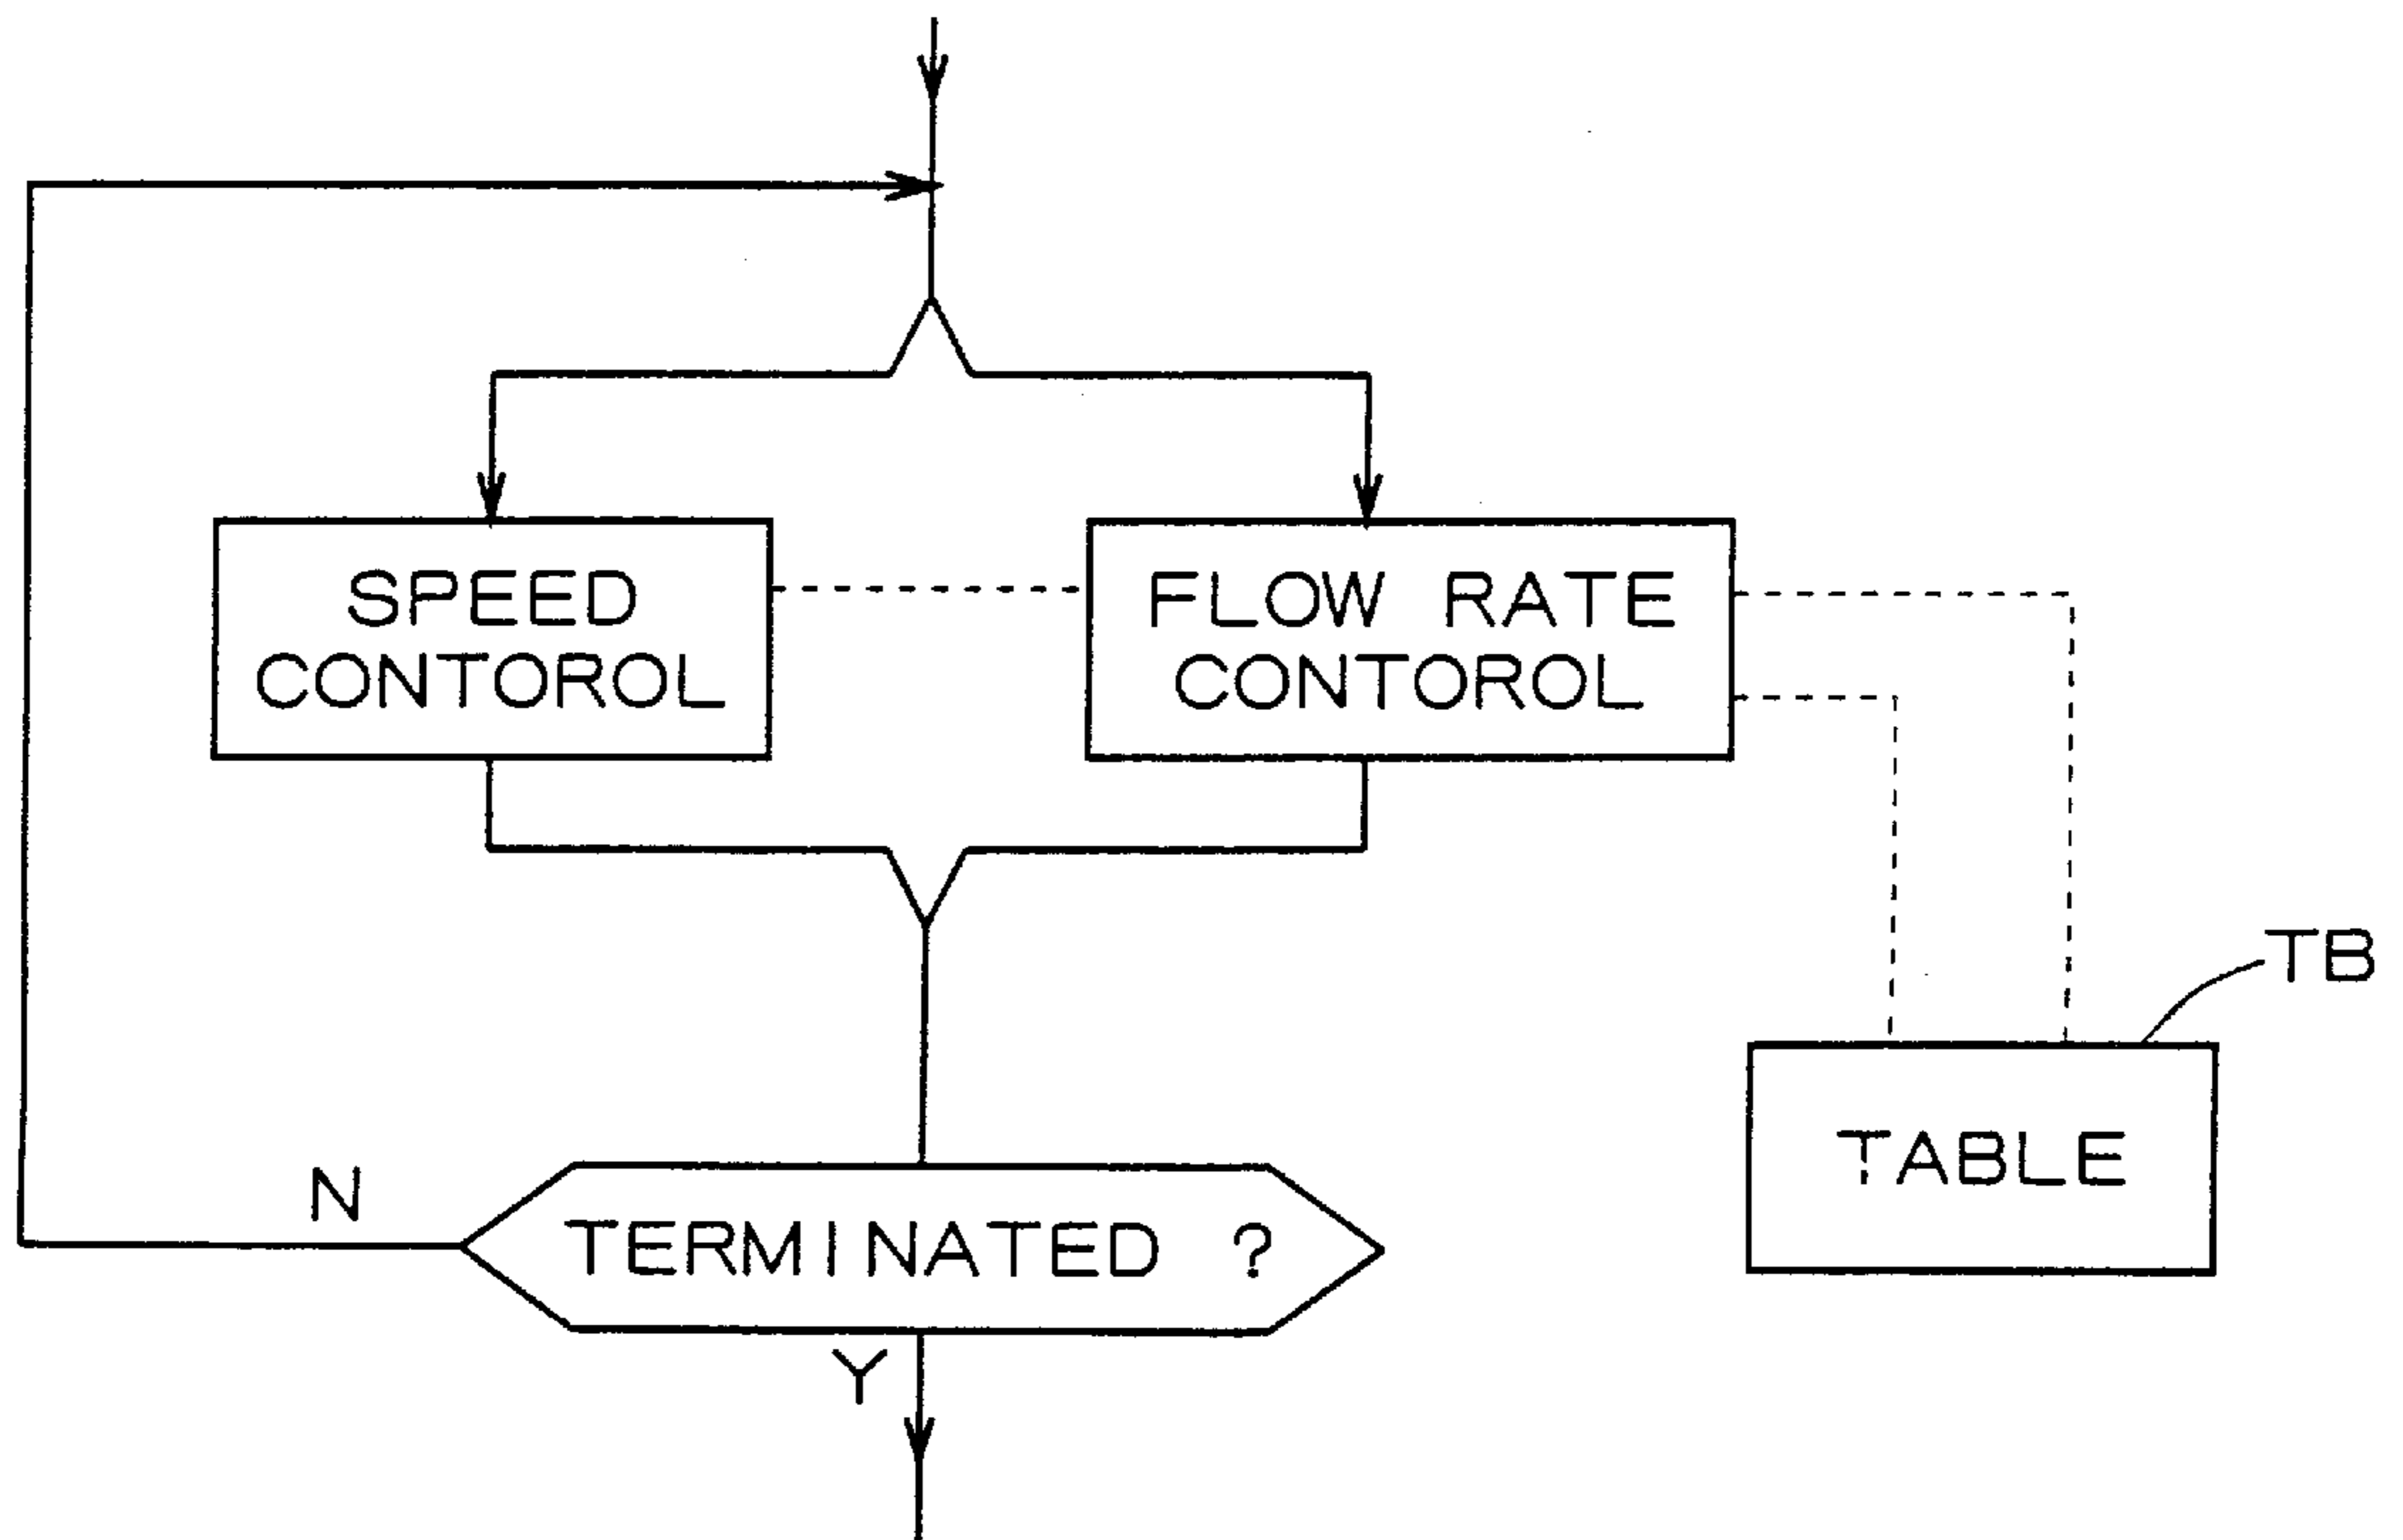 SPEED
CONTOROL
FLOW RATE
CONTOROL
TB
TABLE
N
TERMINATED ?
Y